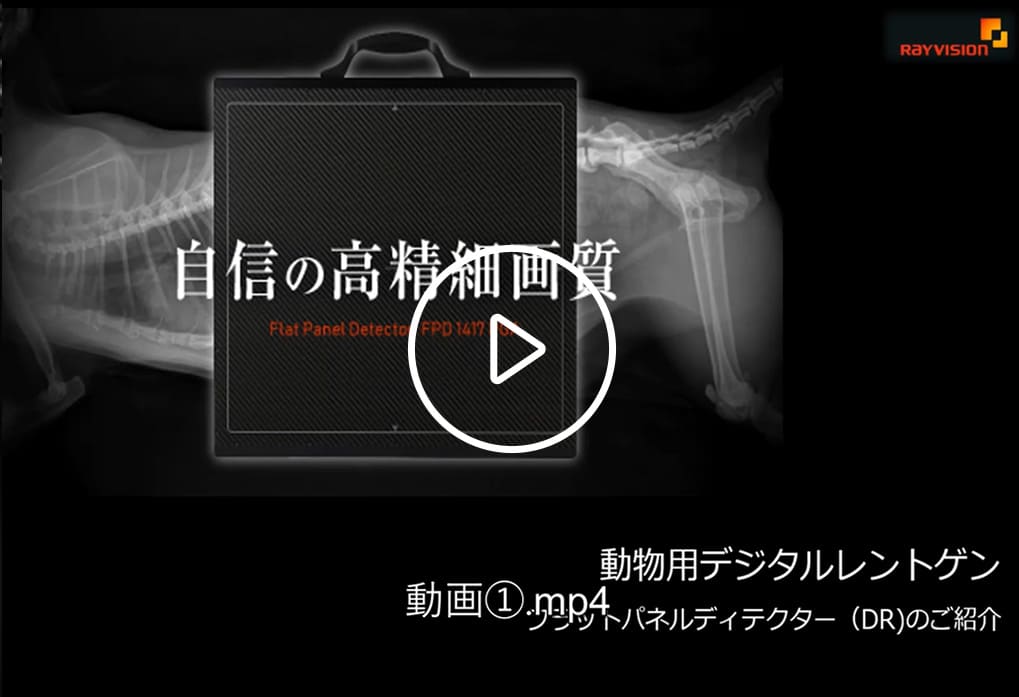 RAYVISION
自信の高精細画質
Flat Panel Detector FPD 1417
動物用デジタルレントゲン
動画①.mp4
フラットパネルディテクター（DR)のご紹介